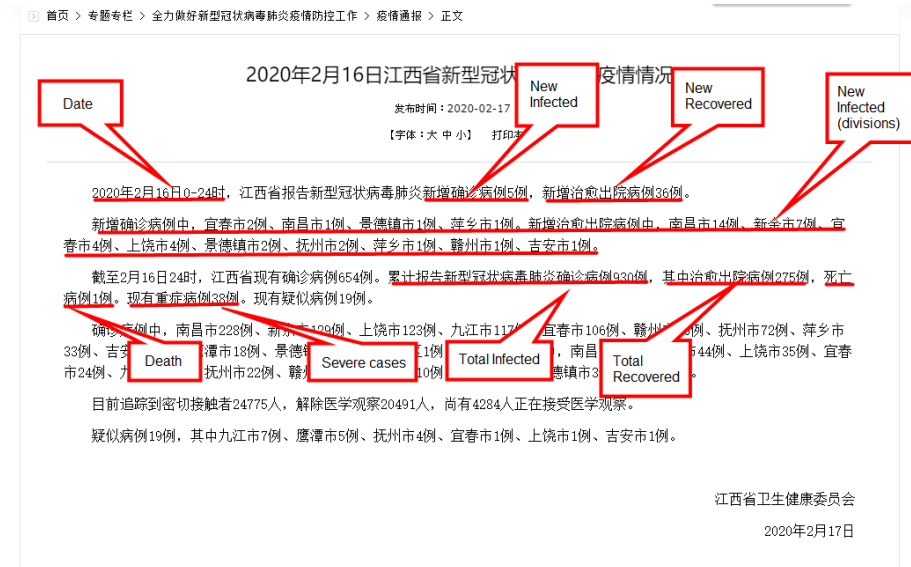 首页 > 专题专栏 > 全力做好新型冠状病毒肺炎疫情防控工作 > 疫情通报 > 正文
2020年2月16日江西省新型冠状 疫情情况
Date
New Infected
New Recovered
New Infected (divisions)
发布时间：2020-02-17
【字体：大 中 小】 打印本
2020年2月16日0-24时，江西省报告新型冠状病毒肺炎新增确诊病例5例，新增治愈出院病例36例。
新增确诊病例中，宜春市2例、南昌市1例、景德镇市1例、萍乡市1例。新增治愈出院病例中，南昌市14例、新余市7例、宜
春市4例、上饶市4例、景德镇市2例、抚州市2例、萍乡市1例、赣州市1例、吉安市1例。
截至2月16日24时，江西省现有确诊病例654例。累计报告新型冠状病毒肺炎确诊病例930例，其中治愈出院病例275例，死亡
病例1例。现有重症病例38例。现有疑似病例19例。
确诊病例中，南昌市228例、新余市129例、上饶市123例、九江市117 宜春市106例、赣州 例、抚州市72例、萍乡市
33例、吉安 潭市18例、景德 1例 ，南昌 44例、上饶市35例、宜春
市24例、 抚州市22例、赣 10例 德镇市3
Death
Severe cases
Total Infected
Total Recovered
目前追踪到密切接触者24775人，解除医学观察20491人，尚有4284人正在接受医学观察。
疑似病例19例，其中九江市7例、鹰潭市5例、抚州市4例、宜春市1例、上饶市1例、吉安市1例。
江西省卫生健康委员会
2020年2月17日